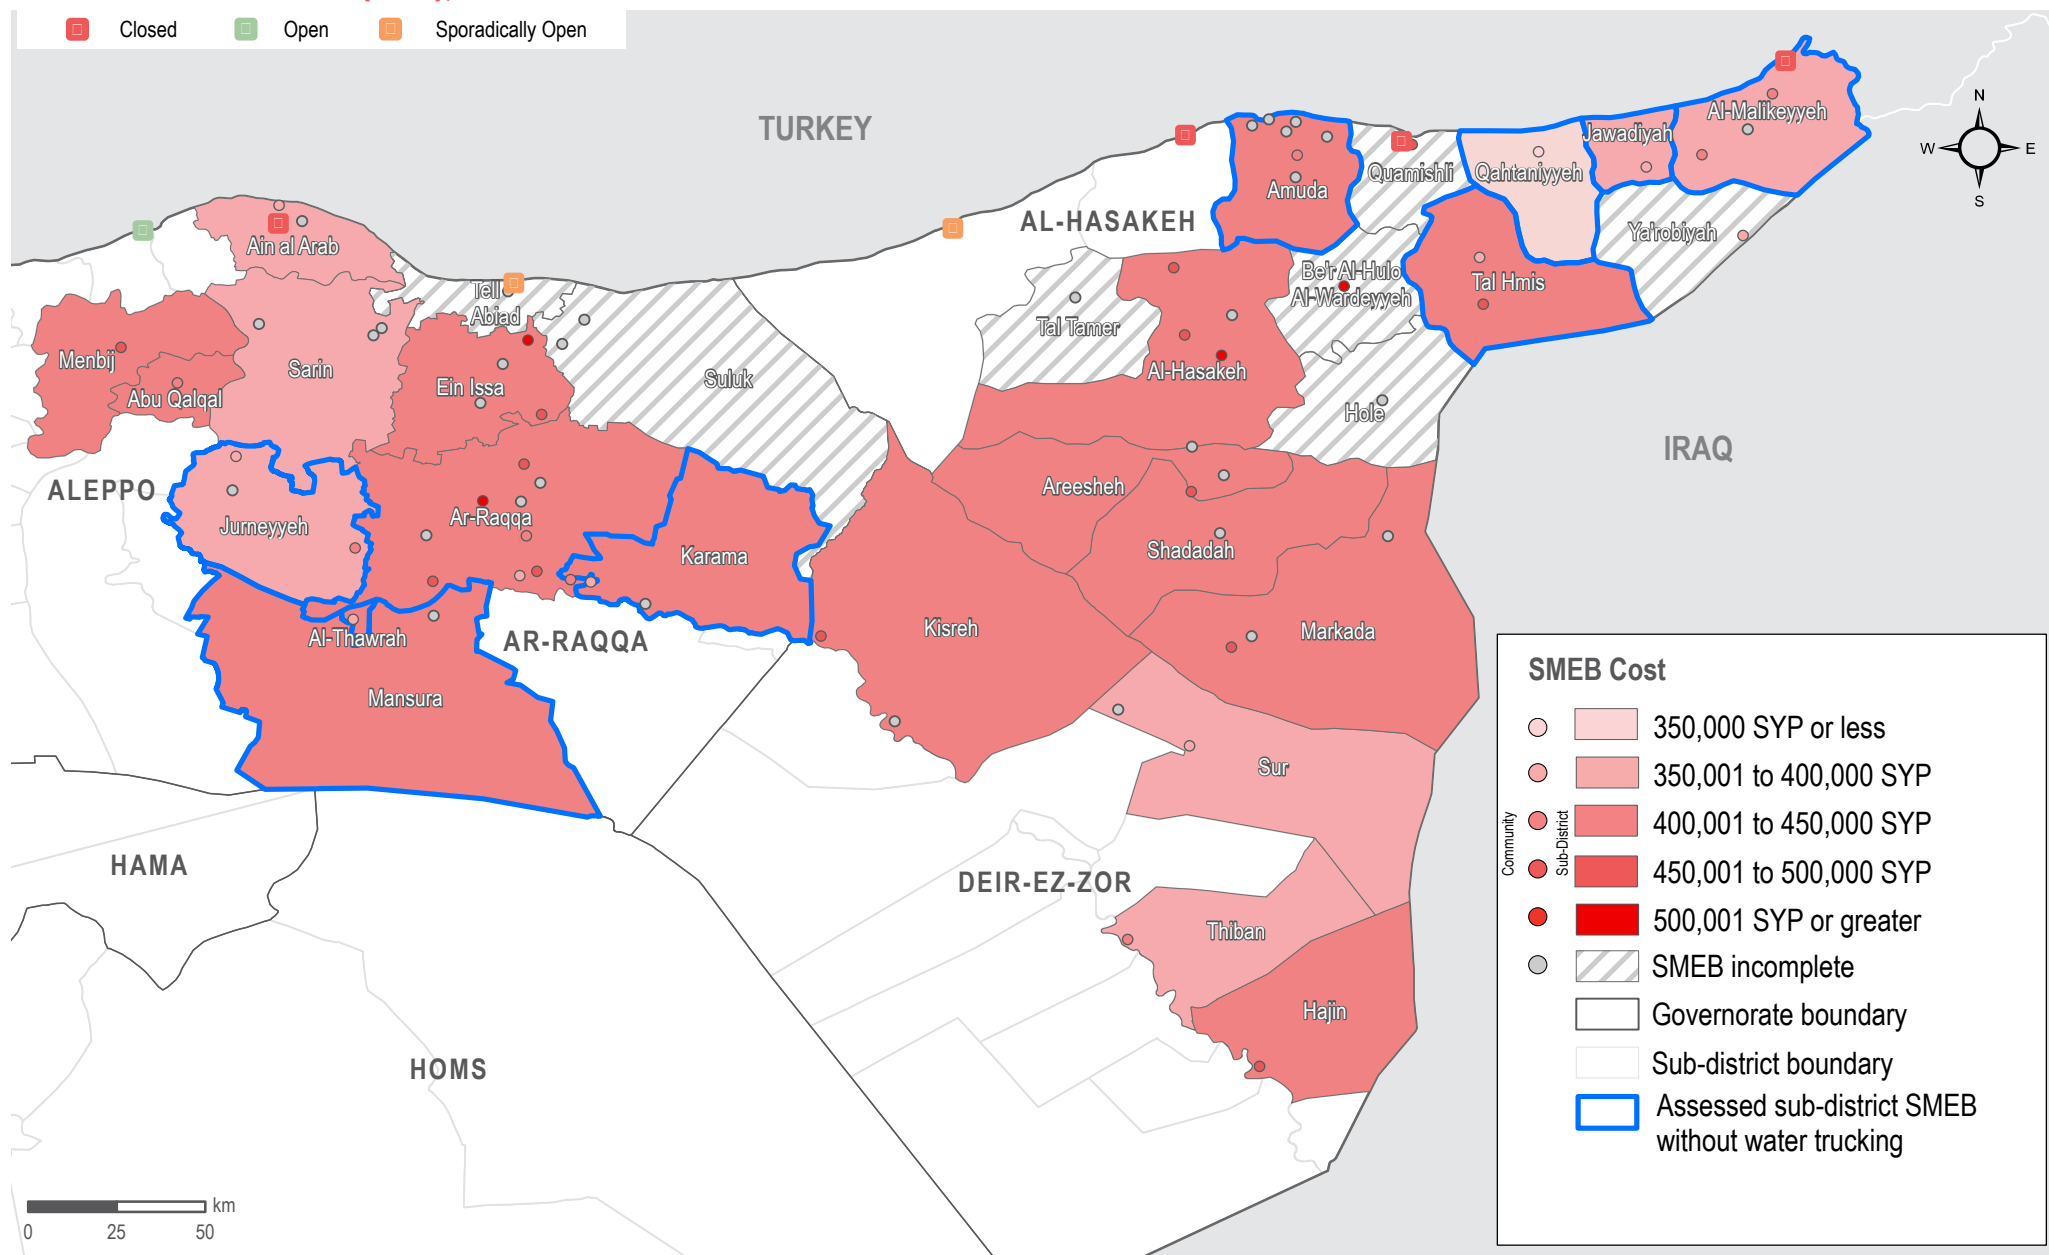 Closed
Open
Sporadically Open
TURKEY
N
W
E
S
Al-Malikeyyeh
Jawadiyah
Quamishli
Qahtaniyyeh
Amuda
AL-HASAKEH
Ya'robiyah
Ain al Arab
Be'r Al-Hulo
Al-Wardeyyeh
Tal Hmis
Tell
Abiad
Tal Tamer
Menbij
Sarin
Al-Hasakeh
Suluk
Ein Issa
Abu Qalqal
Hole
IRAQ
ALEPPO
Areesheh
Ar-Raqqa
Jurneyyeh
Shadadah
Karama
Kisreh
Markada
Al-Thawrah
AR-RAQQA
Mansura
Sur
HAMA
DEIR-EZ-ZOR
Thiban
Hajin
HOMS
SMEB Cost
350,000 SYP or less
350,001 to 400,000 SYP
400,001 to 450,000 SYP
450,001 to 500,000 SYP
500,001 SYP or greater
SMEB incomplete
Governorate boundary
Sub-district boundary
Assessed sub-district SMEB
without water trucking
Community
Sub-District
km
0
25
50